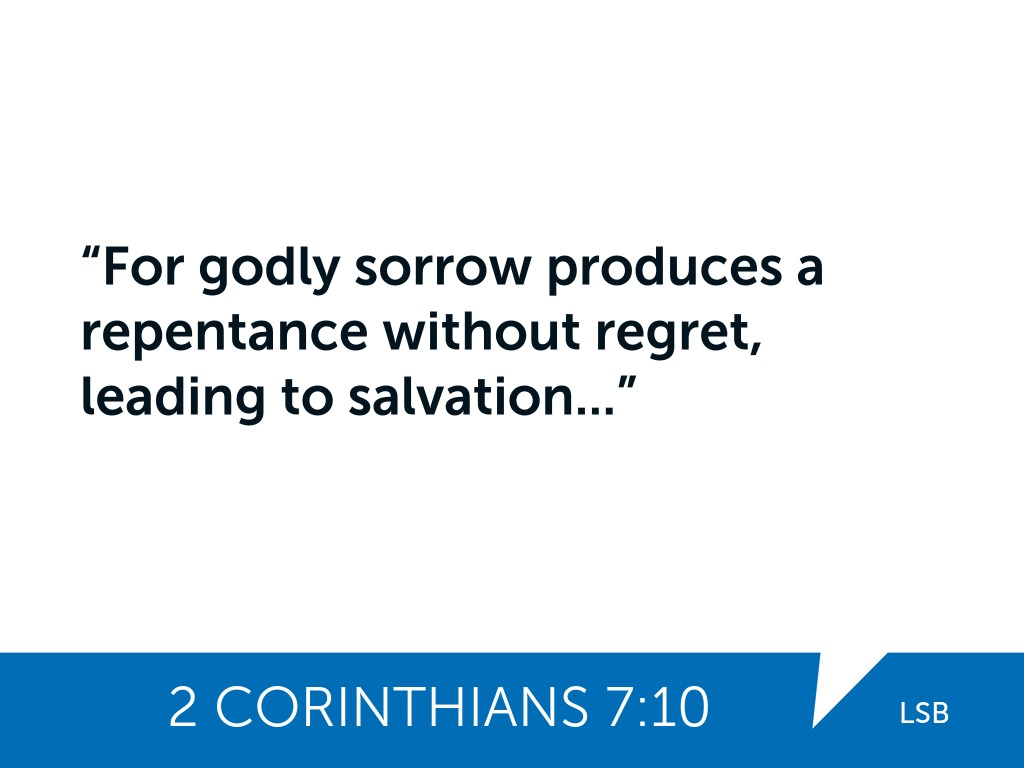 “For godly sorrow produces a
repentance without regret,
leading to salvation...”
2 CORINTHIANS 7:10
LSB